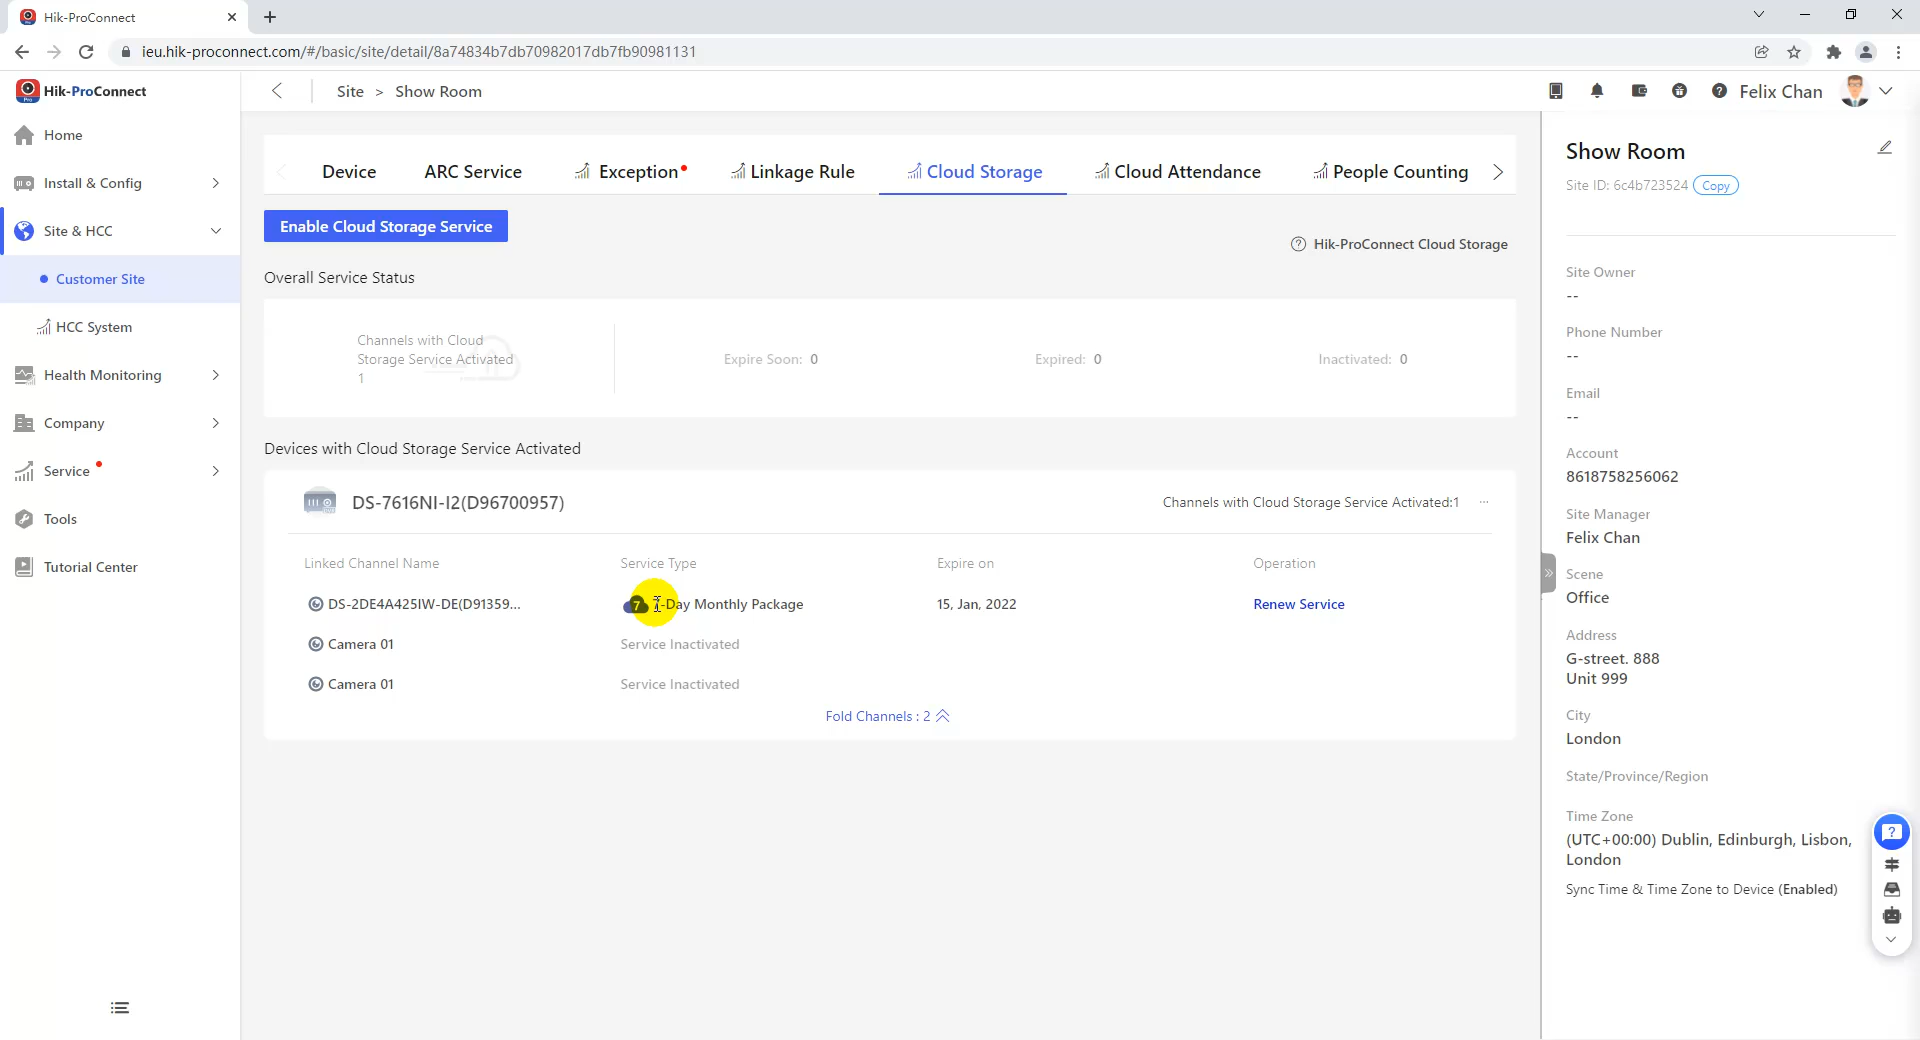 Hik-ProConnect
ieu.hik-proconnect.com/#/basic/site/detail/8a74834b7db70982017db7fb90981131
Hik-ProConnect
Site > Show Room
Felix Chan
Home
Install & Config
Site & HCC
Customer Site
HCC System
Health Monitoring
Company
Service
Tools
Tutorial Center
Device
ARC Service
Exception
Linkage Rule
Cloud Storage
Cloud Attendance
People Counting
Enable Cloud Storage Service
Hik-ProConnect Cloud Storage
Overall Service Status
Channels with Cloud
Storage Service Activated
1
Expire Soon: 0
Expired: 0
Inactivated: 0
Devices with Cloud Storage Service Activated
DS-7616NI-I2(D96700957)
Channels with Cloud Storage Service Activated:1 ...
Linked Channel Name
Service Type
Expire on
Operation
DS-2DE4A425IW-DE(D91359...
7 7-Day Monthly Package
15, Jan, 2022
Renew Service
Camera 01
Service Inactivated
Camera 01
Service Inactivated
Fold Channels : 2
Show Room
Site ID: 6c4b723524 Copy
Site Owner
--
Phone Number
--
Email
--
Account
8618758256062
Site Manager
Felix Chan
Scene
Office
Address
G-street. 888
Unit 999
City
London
State/Province/Region
Time Zone
(UTC+00:00) Dublin, Edinburgh, Lisbon,
London
Sync Time & Time Zone to Device (Enabled)